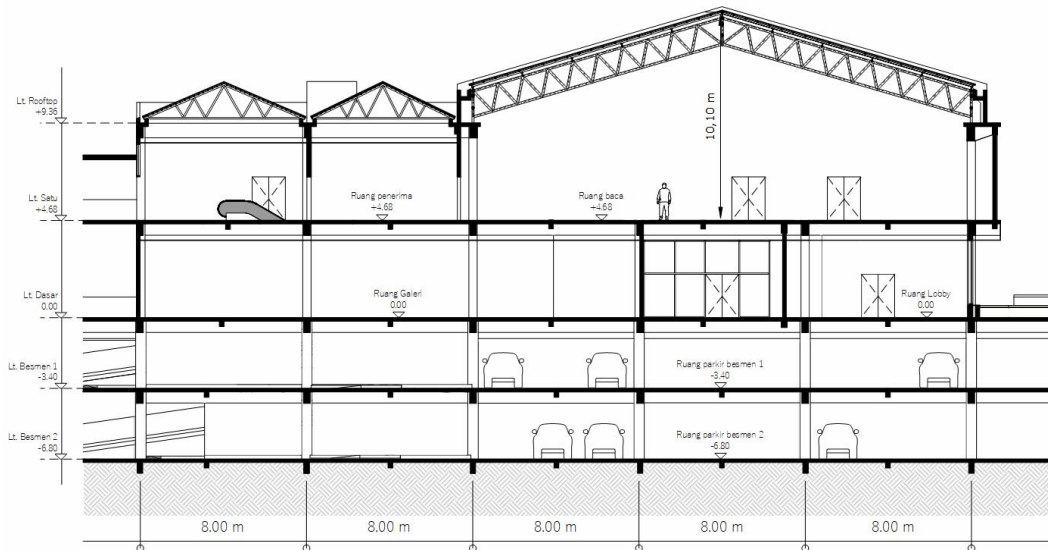 Lt. Rooftop
+9.36
10,10 m
Lt. Satu
+4.68
Ruang penerima
+4.68
Ruang baca
+4.68
Lt. Dasar
0.00
Ruang Galeri
0.00
Ruang Lobby
0.00
Lt. Besmen 1
-3.40
Ruang parkir besmen 1
-3.40
Lt. Besmen 2
-6.80
Ruang parkir besmen 2
-6.80
8.00 m
8.00 m
8.00 m
8.00 m
8.00 m